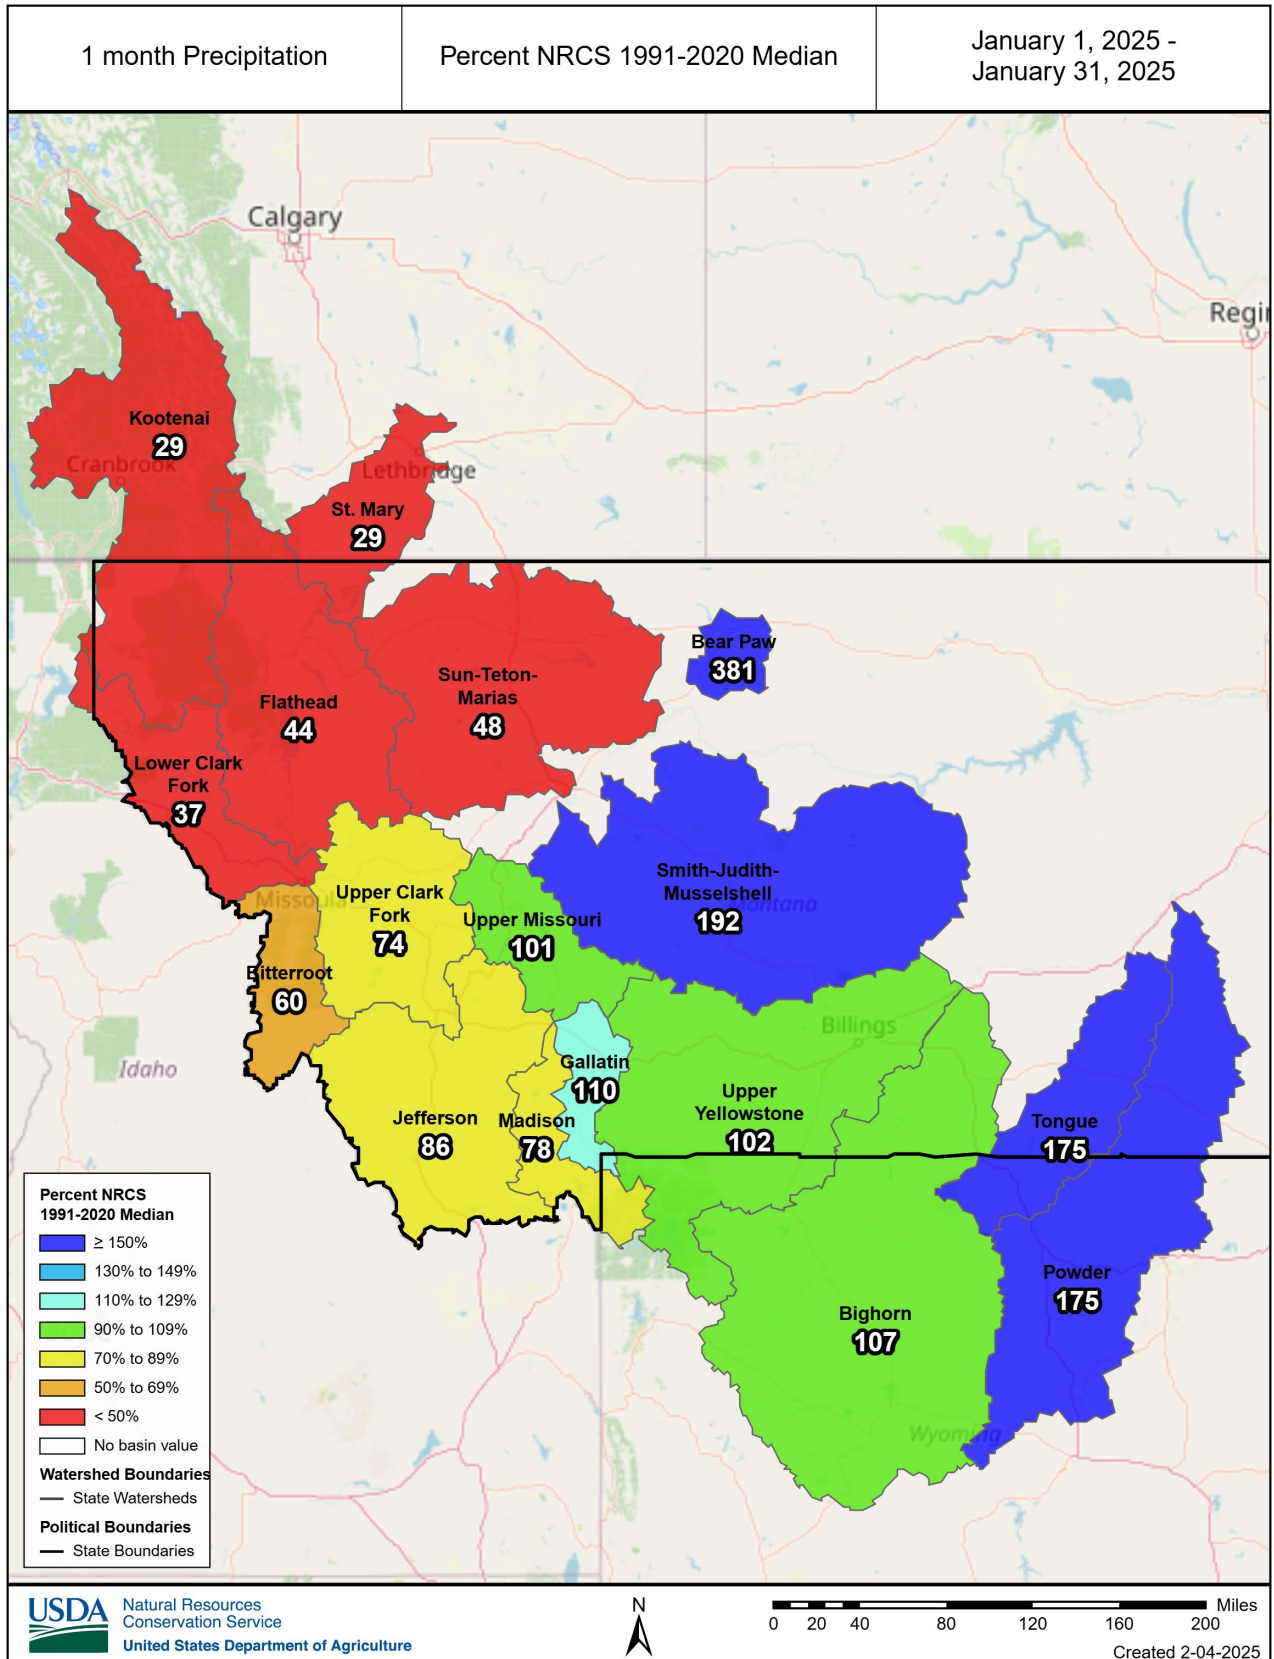 1 month Precipitation
Percent NRCS 1991-2020 Median
January 1, 2025 -
January 31, 2025
Calgary
Regin
Kootenai
29
Cranbrook
Lethbridge
St. Mary
29
Bear Paw
381
Sun-Teton-
Marias
48
Flathead
44
Lower Clark
Fork
37
Smith-Judith-
Musselshell
192
Montana
Missoula
Upper Clark
Fork
74
Upper Missouri
101
Bitterroot
60
Billings
Idaho
Gallatin
110
Upper
Yellowstone
102
Jefferson
86
Madison
78
Tongue
175
Powder
175
Bighorn
107
Wyoming
Percent NRCS
1991-2020 Median
≥ 150%
130% to 149%
110% to 129%
90% to 109%
70% to 89%
50% to 69%
< 50%
No basin value
Watershed Boundaries
State Watersheds
Political Boundaries
State Boundaries
USDA
Natural Resources
Conservation Service
United States Department of Agriculture
N
0 20 40 80 120 160 200
Miles
Created 2-04-2025